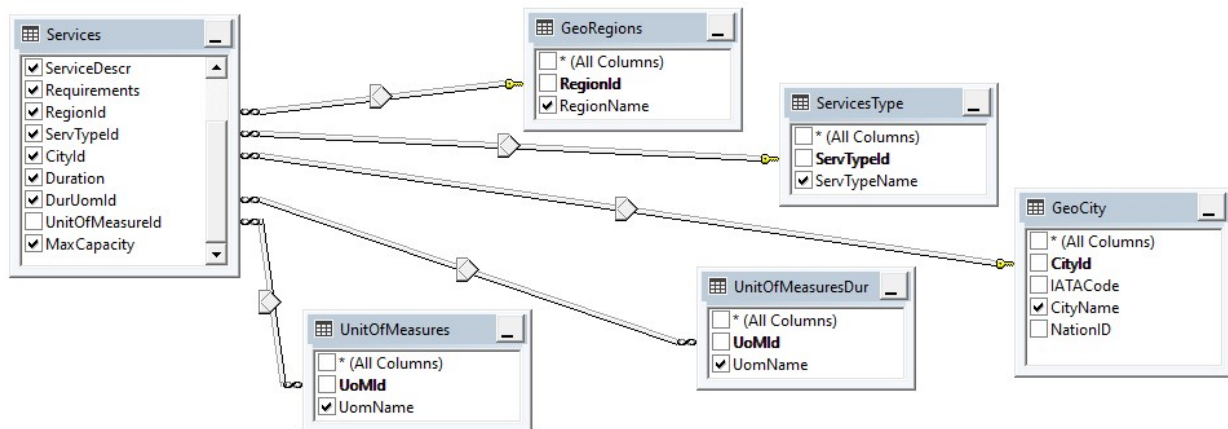 Services
ServiceDescr
Requirements
RegionId
ServTypeId
CityId
Duration
DurUomId
UnitOfMeasureId
MaxCapacity
GeoRegions
* (All Columns)
RegionId
RegionName
ServicesType
* (All Columns)
ServTypeId
ServTypeName
GeoCity
* (All Columns)
CityId
IATACode
CityName
NationID
UnitOfMeasuresDur
* (All Columns)
UoMId
UomName
UnitOfMeasures
* (All Columns)
UoMId
UomName